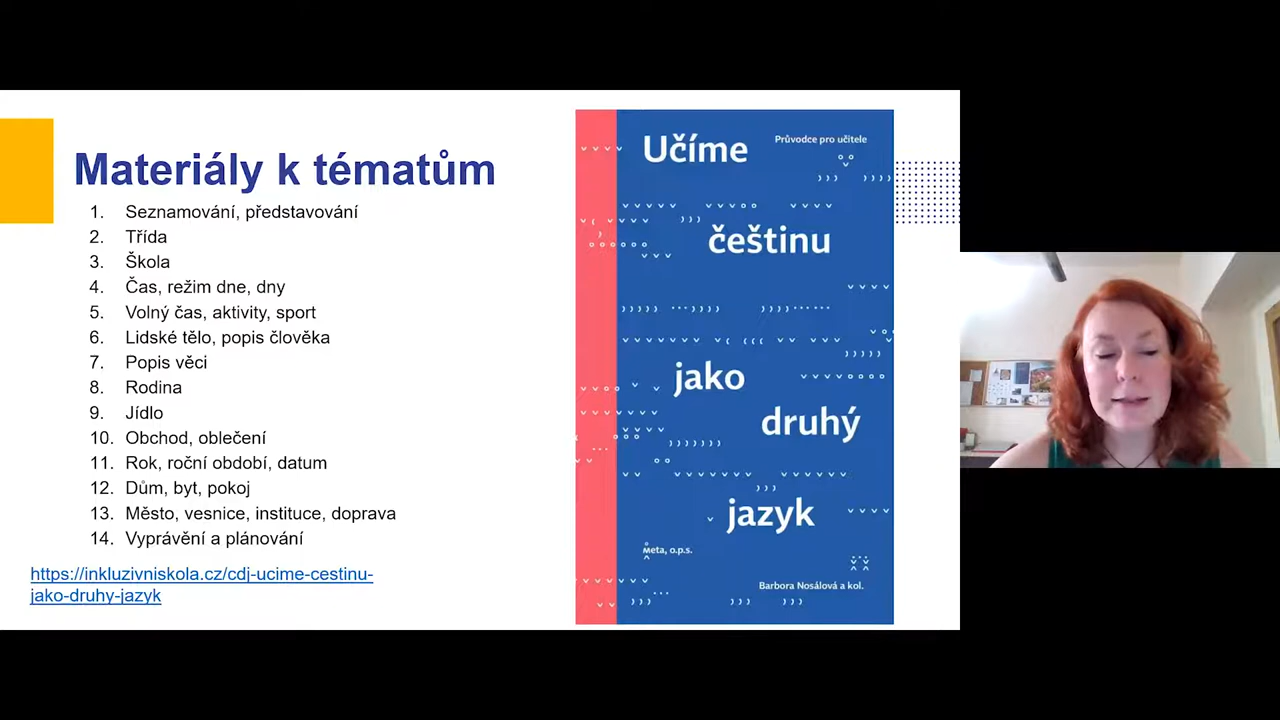 Materiály k tématům
1. Seznamování, představování
2. Třída
3. Škola
4. Čas, režim dne, dny
5. Volný čas, aktivity, sport
6. Lidské tělo, popis člověka
7. Popis věci
8. Rodina
9. Jídlo
10. Obchod, oblečení
11. Rok, roční období, datum
12. Dům, byt, pokoj
13. Město, vesnice, instituce, doprava
14. Vyprávění a plánování
https://inkluzivniskola.cz/cdj-ucime-cestinu-
jako-druhy-jazyk
Učíme
Průvodce pro učitele
češtinu
jako
druhý
jazyk
Meta, o.p.s.
Barbora Nosálová a kol.